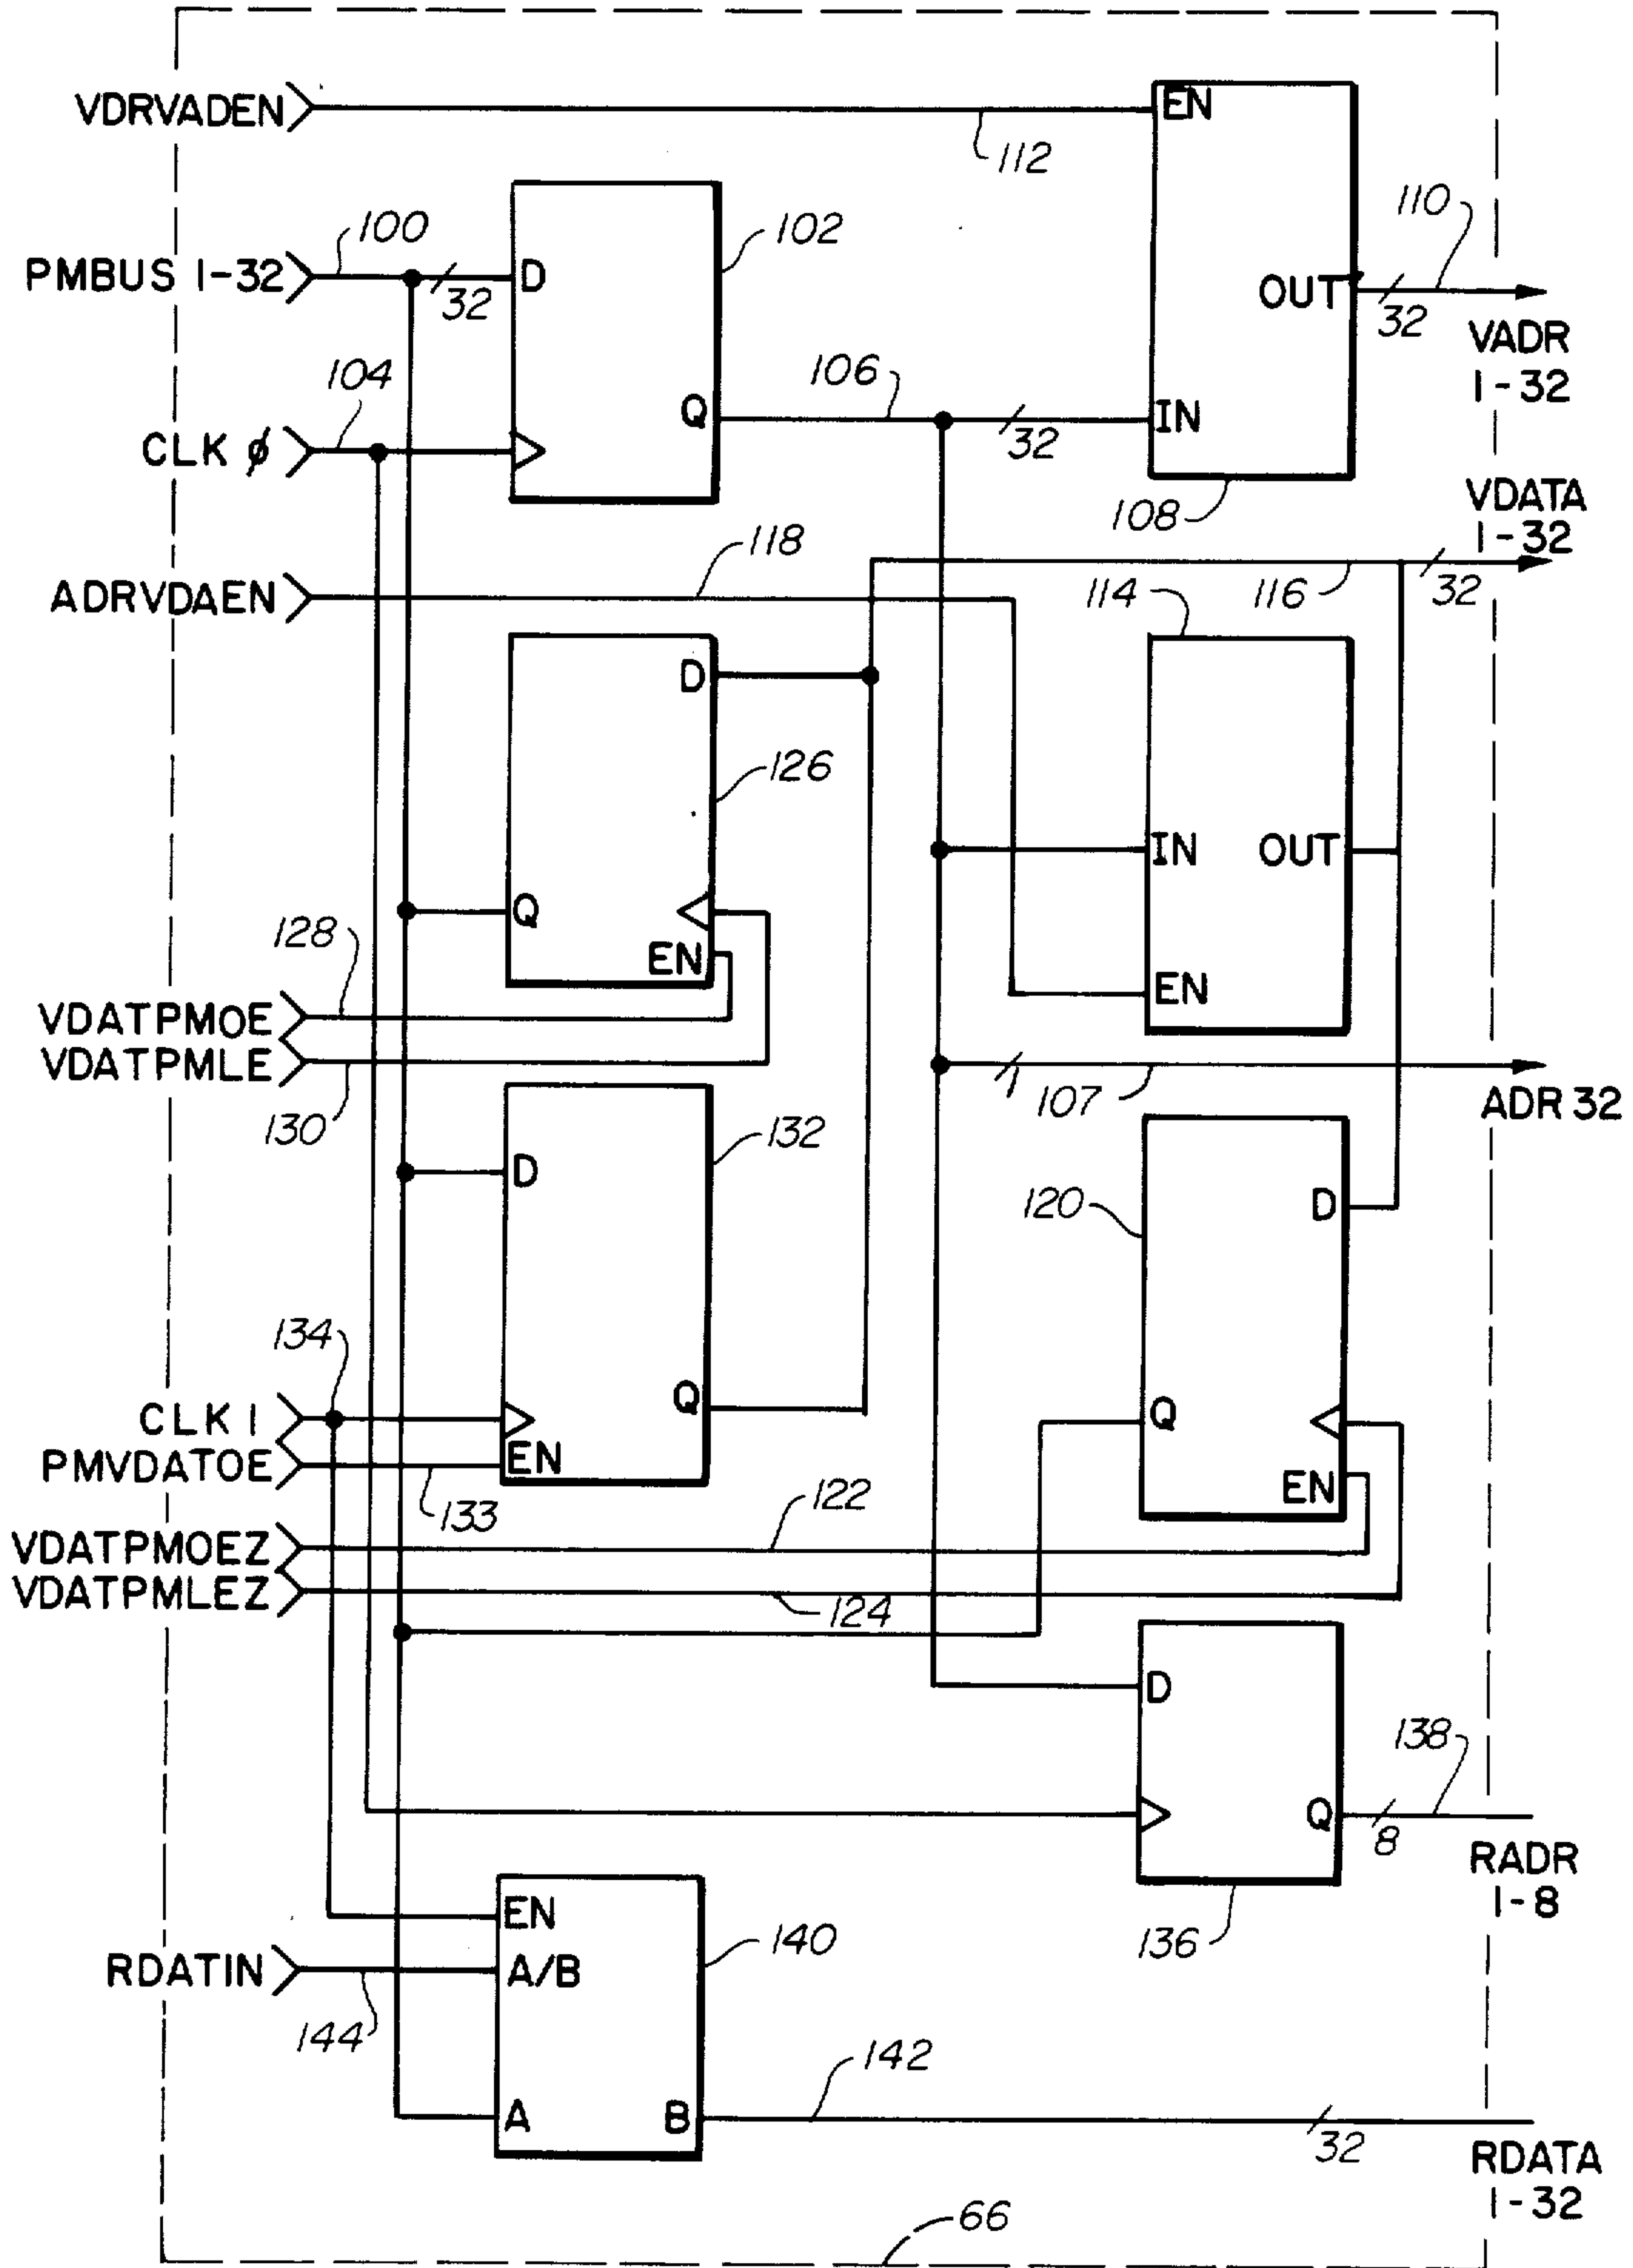 VDRVADEN
EN
112
110
102
100
PMBUS 1-32
32
D
OUT
32
VADR
1-32
104
106
CLK ϕ
Q
32
IN
108
VDATA
1-32
118
ADRVDAEN
114
116
32
D
126
IN
OUT
Q
128
EN
EN
VDATPMOE
VDATPMLE
1
107
ADR 32
130
132
D
120
D
134
CLK 1
Q
Q
PMVDATOE
EN
133
122
EN
VDATPMOEZ
VDATPMLEZ
124
D
138
Q
8
RADR
1-8
EN
140
136
RDATIN
A/B
144
142
A
B
32
RDATA
1-32
66